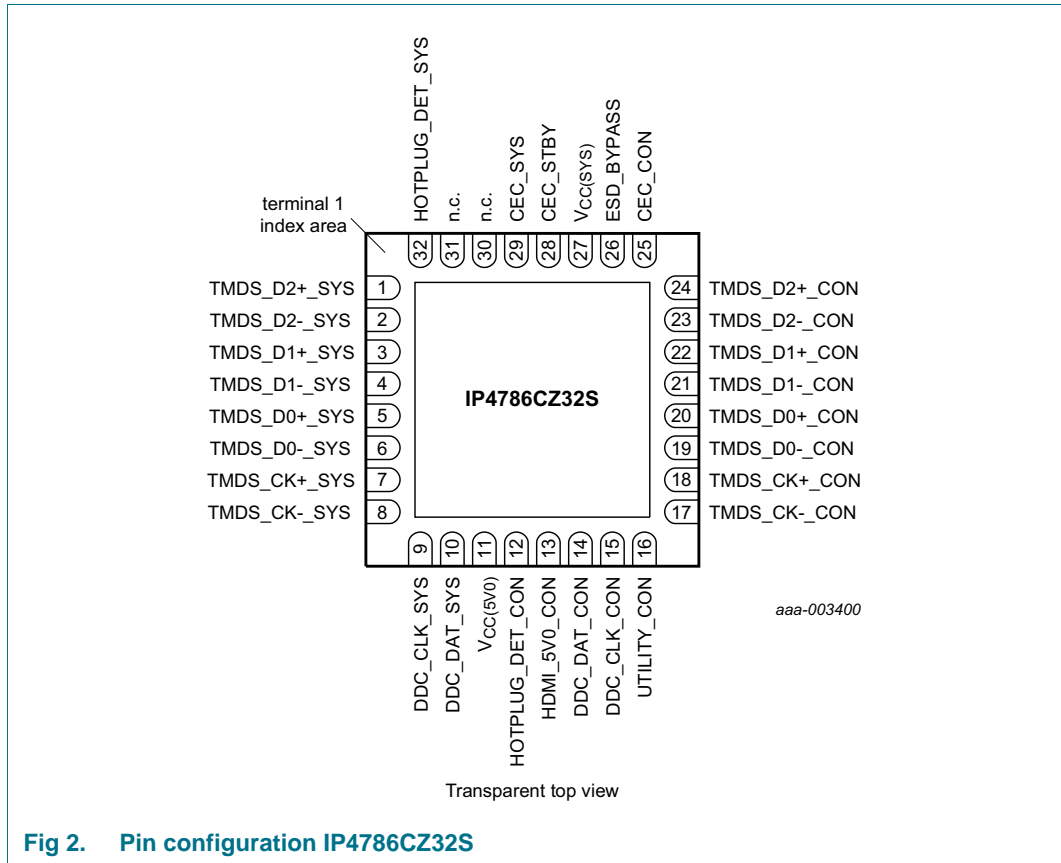 HOTPLUG_DET_SYS
n.c.
n.c.
CEC_SYS
CEC_STBY
VCC(SYS)
ESD_BYPASS
CEC_CON
terminal 1
index area
32 31 30 29 28 27 26 25
TMDS_D2+_SYS 1 24 TMDS_D2+_CON
TMDS_D2-_SYS 2 23 TMDS_D2-_CON
TMDS_D1+_SYS 3 22 TMDS_D1+_CON
TMDS_D1-_SYS 4 21 TMDS_D1-_CON
IP4786CZ32S
TMDS_D0+_SYS 5 20 TMDS_D0+_CON
TMDS_D0-_SYS 6 19 TMDS_D0-_CON
TMDS_CK+_SYS 7 18 TMDS_CK+_CON
TMDS_CK-_SYS 8 17 TMDS_CK-_CON
9 10 11 12 13 14 15 16
DDC_CLK_SYS
DDC_DAT_SYS
VCC(5V0)
HOTPLUG_DET_CON
HDMI_5V0_CON
DDC_DAT_CON
DDC_CLK_CON
UTILITY_CON
aaa-003400
Transparent top view
Fig 2. Pin configuration IP4786CZ32S